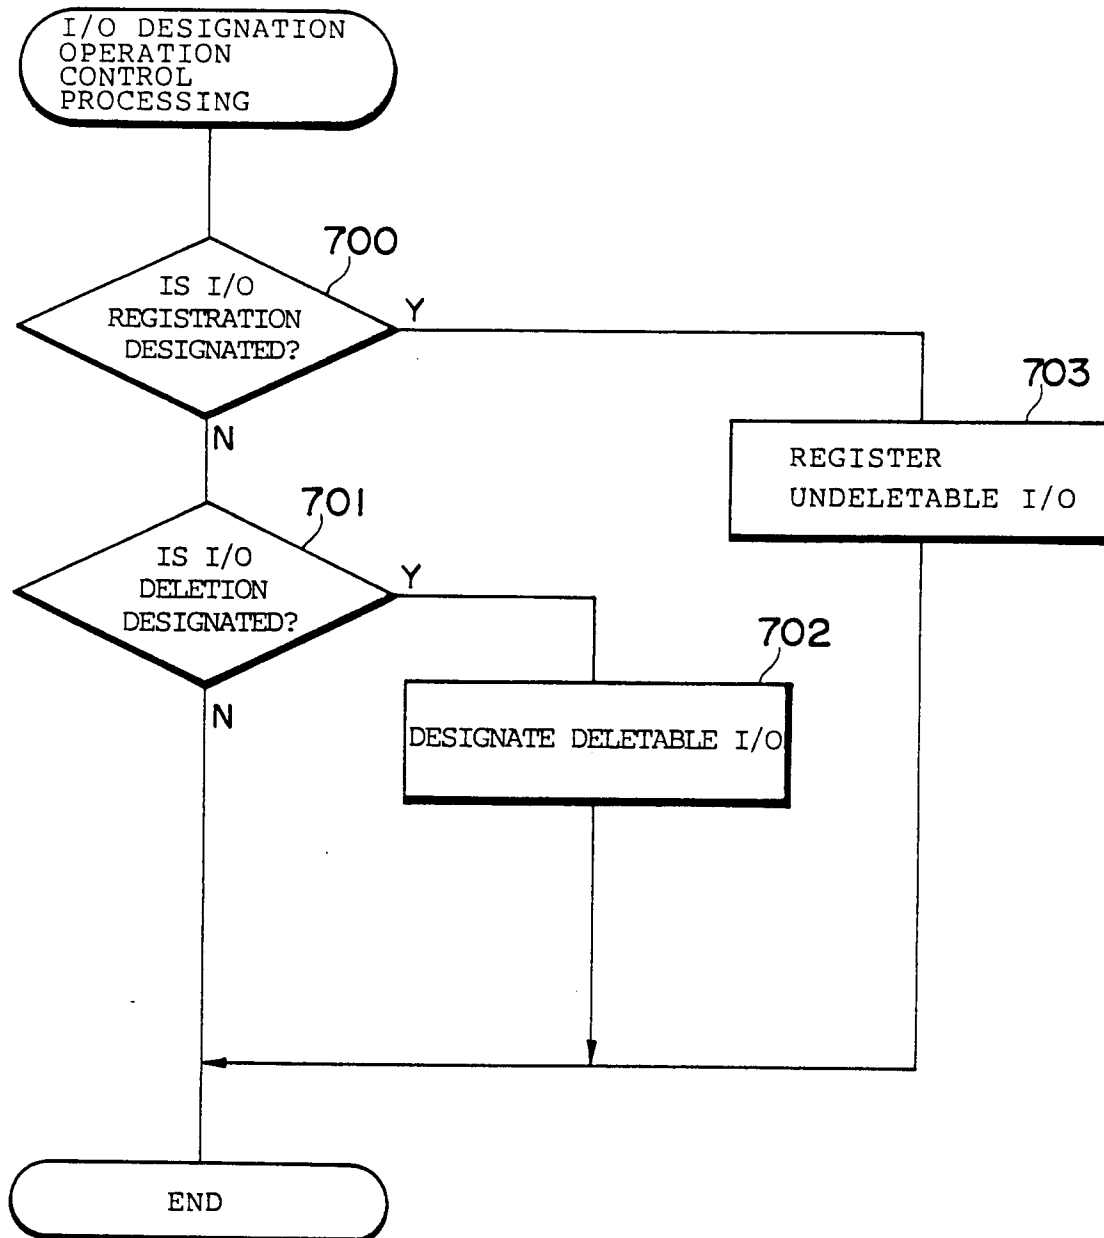 I/O DESIGNATION
OPERATION
CONTROL
PROCESSING
700
IS I/O
REGISTRATION
DESIGNATED?
Y
N
703
REGISTER
UNDELETABLE I/O
701
IS I/O
DELETION
DESIGNATED?
Y
N
702
DESIGNATE DELETABLE I/O
END